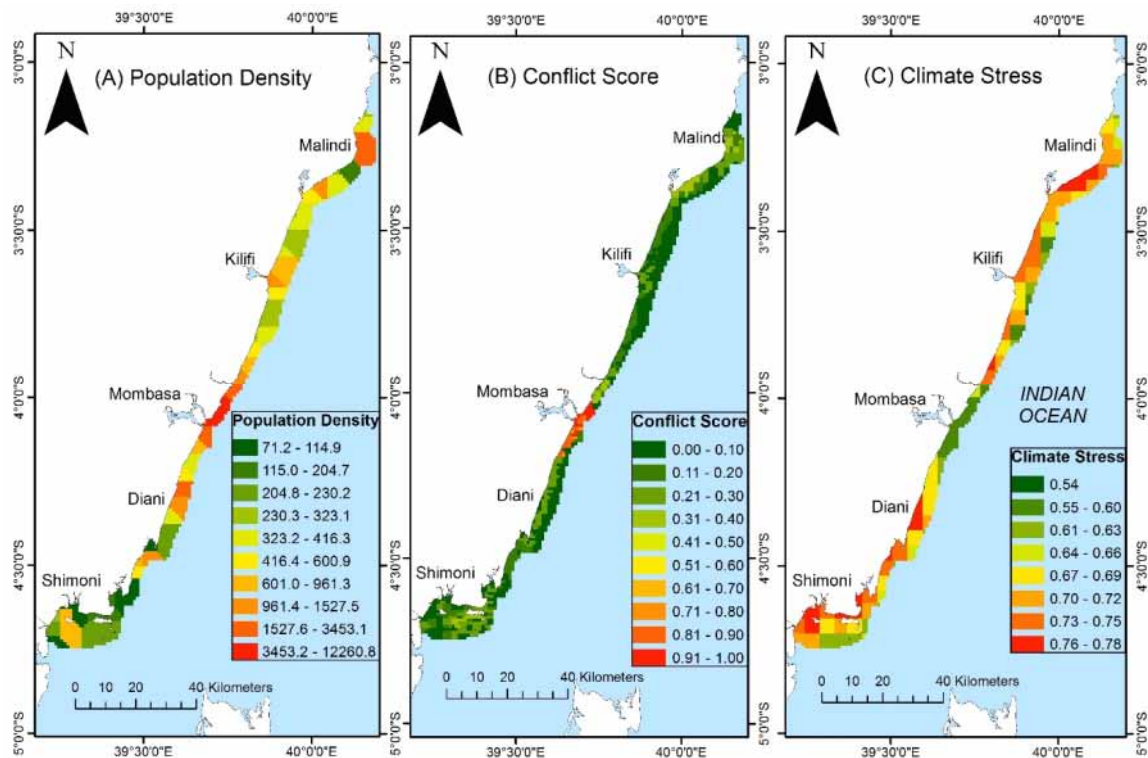 39°30'0"E 40°0'0"E
39°30'0"E 40°0'0"E
39°30'0"E 40°0'0"E
3°0'0"S
3°30'0"S
4°0'0"S
4°30'0"S
5°0'0"S
N
(A) Population Density
Malindi
Kilifi
Mombasa
Diani
Shimoni
Population Density
71.2 - 114.9
115.0 - 204.7
204.8 - 230.2
230.3 - 323.1
323.2 - 416.3
416.4 - 600.9
601.0 - 961.3
961.4 - 1527.5
1527.6 - 3453.1
3453.2 - 12260.8
0 10 20 40 Kilometers
39°30'0"E 40°0'0"E
3°0'0"S
3°30'0"S
4°0'0"S
4°30'0"S
5°0'0"S
N
(B) Conflict Score
Malindi
Kilifi
Mombasa
Diani
Shimoni
Conflict Score
0.00 - 0.10
0.11 - 0.20
0.21 - 0.30
0.31 - 0.40
0.41 - 0.50
0.51 - 0.60
0.61 - 0.70
0.71 - 0.80
0.81 - 0.90
0.91 - 1.00
0 10 20 40 Kilometers
39°30'0"E 40°0'0"E
3°0'0"S
3°30'0"S
4°0'0"S
4°30'0"S
5°0'0"S
N
(C) Climate Stress
Malindi
Kilifi
Mombasa
INDIAN
OCEAN
Diani
Shimoni
Climate Stress
0.54
0.55 - 0.60
0.61 - 0.63
0.64 - 0.66
0.67 - 0.69
0.70 - 0.72
0.73 - 0.75
0.76 - 0.78
0 10 20 40 Kilometers
39°30'0"E 40°0'0"E
3°0'0"S
3°30'0"S
4°0'0"S
4°30'0"S
5°0'0"S